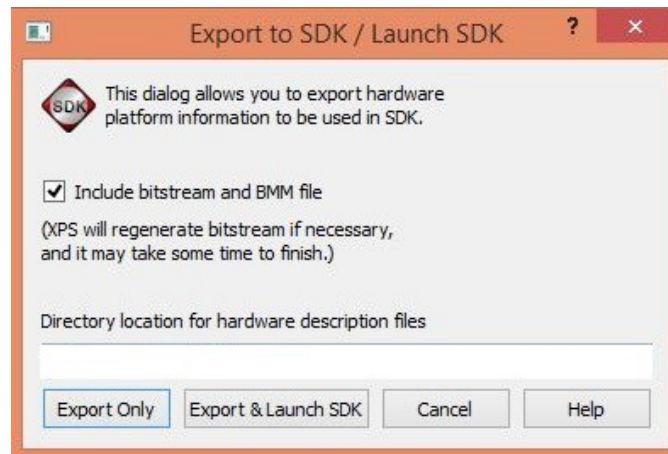 Export to SDK / Launch SDK
?
SDK
This dialog allows you to export hardware
platform information to be used in SDK.
Include bitstream and BMM file
(XPS will regenerate bitstream if necessary,
and it may take some time to finish.)
Directory location for hardware description files
Export Only
Export & Launch SDK
Cancel
Help